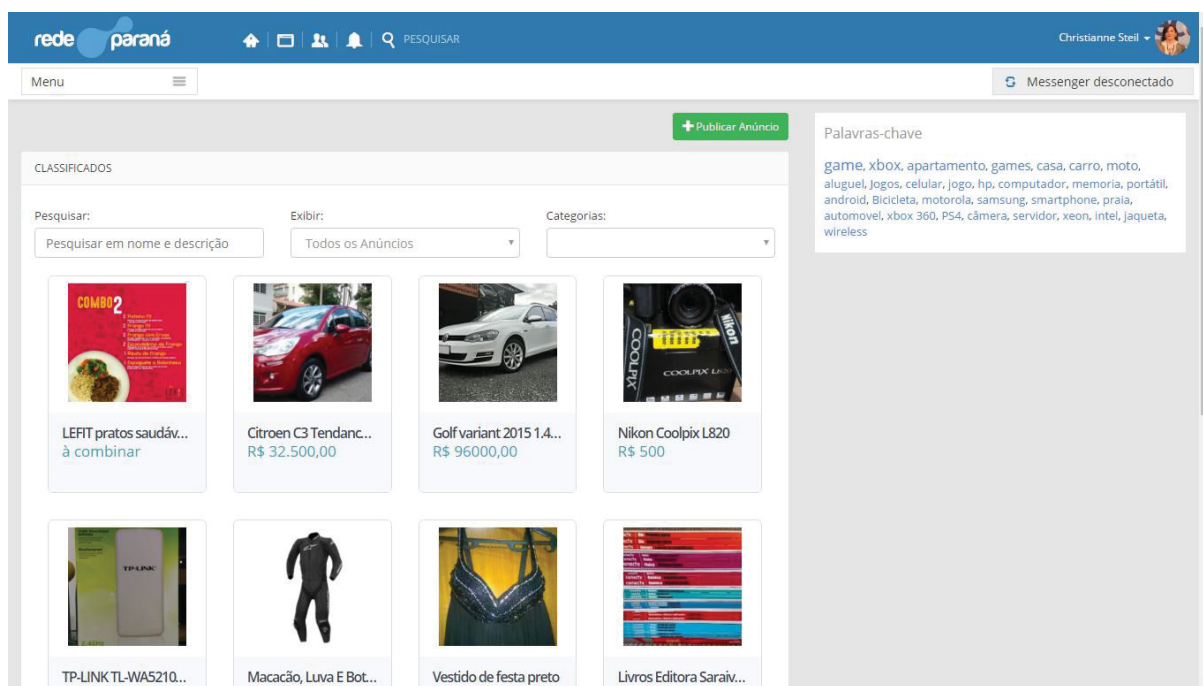 rede paraná
PESQUISAR
Christianne Steil
Menu
Messenger desconectado
Publicar Anúncio
CLASSIFICADOS
Pesquisar:
Exibir:
Categorias:
Pesquisar em nome e descrição
Todos os Anúncios
COMBO 2
COOLPIX
Nikon
COOLPIX L820
LEFIT pratos saudáv...
à combinar
Citroen C3 Tendanc...
R$ 32.500,00
Golf variant 2015 1.4...
R$ 96000,00
Nikon Coolpix L820
R$ 500
TP-LINK
TP-LINK TL-WA5210...
Macacão, Luva E Bot...
Vestido de festa preto
Livros Editora Saraiv...
Palavras-chave
game, xbox, apartamento, games, casa, carro, moto,
aluguel, Jogos, celular, jogo, hp, computador, memoria, portátil,
android, Bicicleta, motorola, samsung, smartphone, praia,
automovel, xbox 360, PS4, câmera, servidor, xeon, intel, jaqueta,
wireless